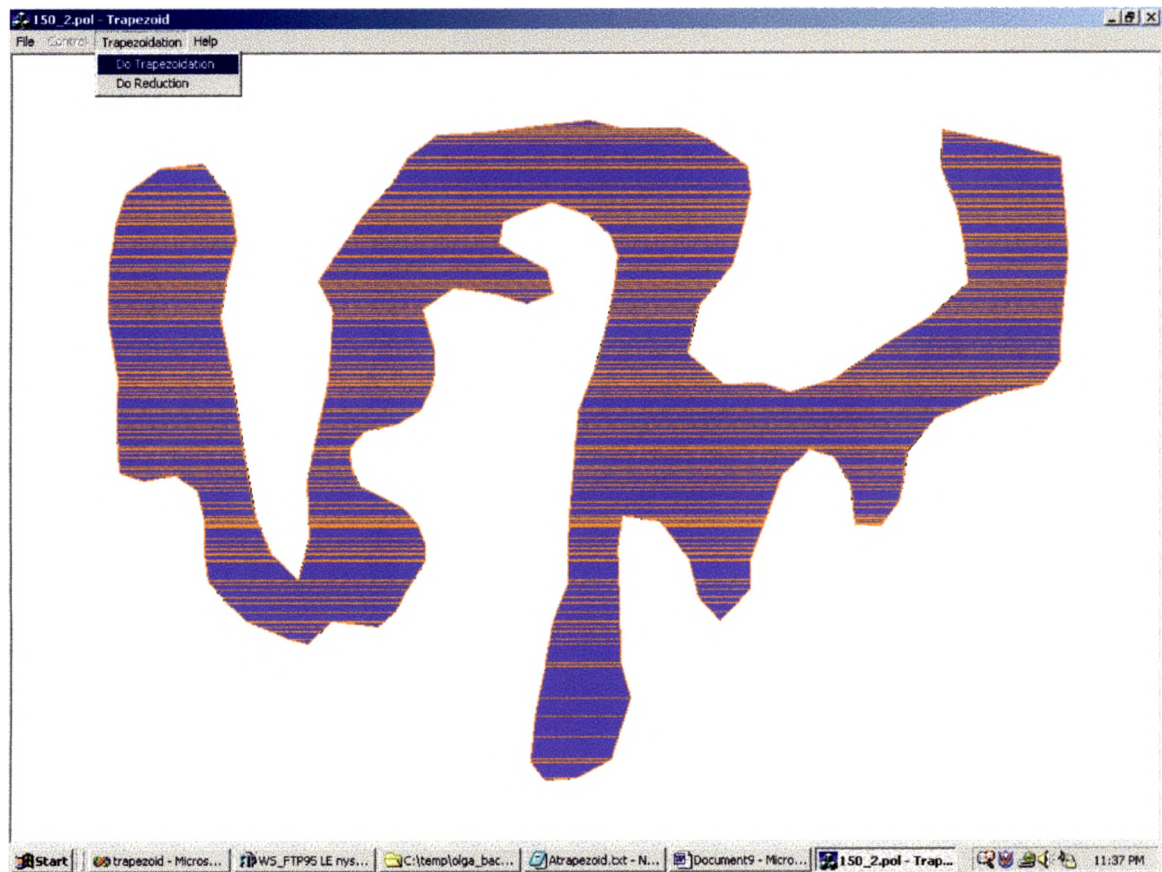 150_2.pol - Trapezoid
File Control Trapezoidation Help
Do Trapezoidation
Do Reduction
Start trapezoid - Micros... WS_FTP95 LE nys... C:\temp\olga_bac... Atrapezoid.txt - N... Document9 - Micro... 150_2.pol - Trap... 11:37 PM